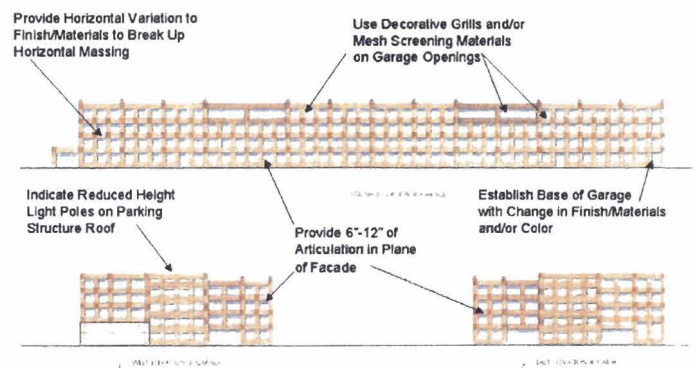 Provide Horizontal Variation to
Finish/Materials to Break Up
Horizontal Massing
Use Decorative Grills and/or
Mesh Screening Materials
on Garage Openings
Indicate Reduced Height
Light Poles on Parking
Structure Roof
Provide 6"-12" of
Articulation in Plane
of Facade
Establish Base of Garage
with Change in Finish/Materials
and/or Color